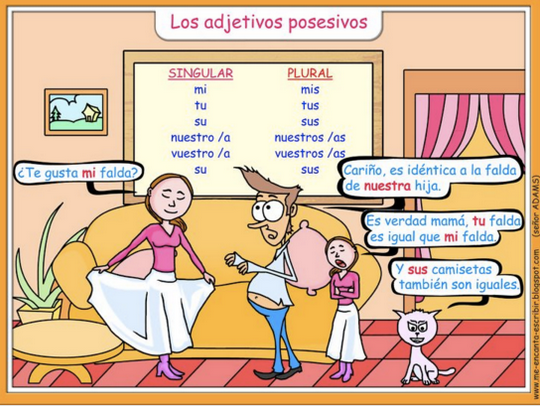 Los adjetivos posesivos
SINGULAR PLURAL
mi mis
tu tus
su sus
nuestro /a nuestros /as
vuestro /a vuestros /as
su sus
¿Te gusta mi falda?
Cariño, es idéntica a la falda
de nuestra hija.
Es verdad mamá, tu falda
es igual que mi falda.
Y sus camisetas
también son iguales.
www.me-encanta-escribir.blogspot.com (señor ADAMS)